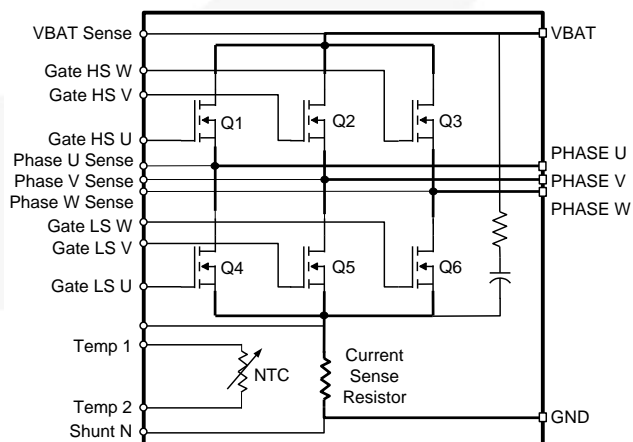 VBAT Sense
VBAT
Gate HS W
Gate HS V
Q1
Q2
Q3
Gate HS U
Phase U Sense
PHASE U
Phase V Sense
PHASE V
Phase W Sense
PHASE W
Gate LS W
Gate LS V
Q4
Q5
Q6
Gate LS U
Temp 1
NTC
Current
Sense
Resistor
Temp 2
GND
Shunt N